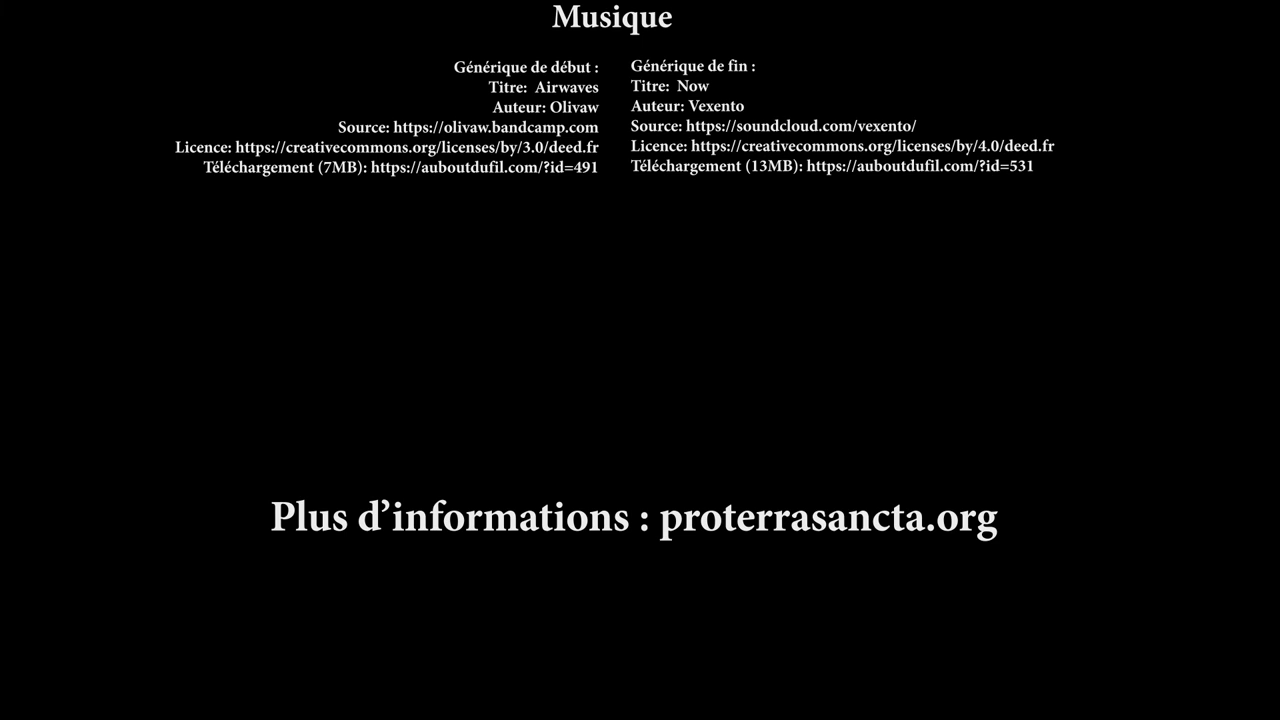 Musique
Générique de début :
Titre:  Airwaves
Auteur: Olivaw
Source: https://olivaw.bandcamp.com
Licence: https://creativecommons.org/licenses/by/3.0/deed.fr
Téléchargement (7MB): https://auboutdufil.com/?id=491
Générique de fin :
Titre:  Now
Auteur: Vexento
Source: https://soundcloud.com/vexento/
Licence: https://creativecommons.org/licenses/by/4.0/deed.fr
Téléchargement (13MB): https://auboutdufil.com/?id=531
Plus d’informations : proterrasancta.org